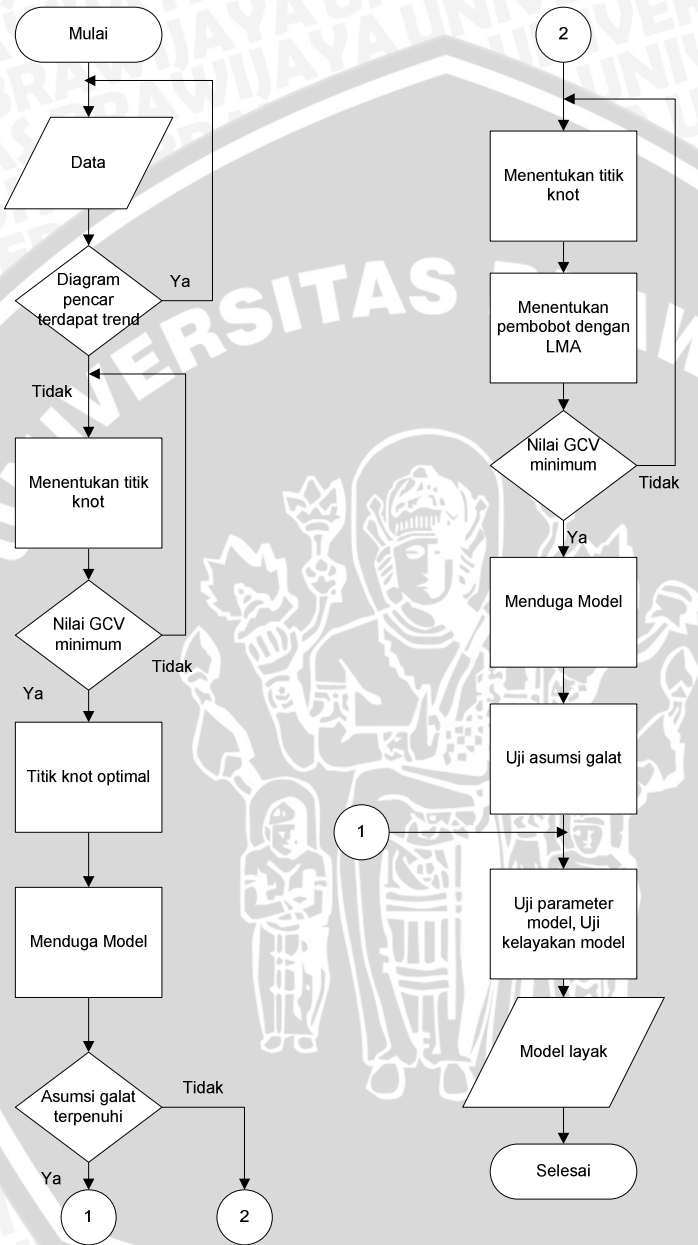 Mulai
Data
Diagram
pencar
terdapat trend
Ya
Tidak
Menentukan titik
knot
Nilai GCV
minimum
Tidak
Ya
Titik knot optimal
Menduga Model
Asumsi galat
terpenuhi
Tidak
Ya
1
2
2
Menentukan titik
knot
Menentukan
pembobot dengan
LMA
Nilai GCV
minimum
Tidak
Ya
Menduga Model
Uji asumsi galat
1
Uji parameter
model, Uji
kelayakan model
Model layak
Selesai
UNIVERSITAS